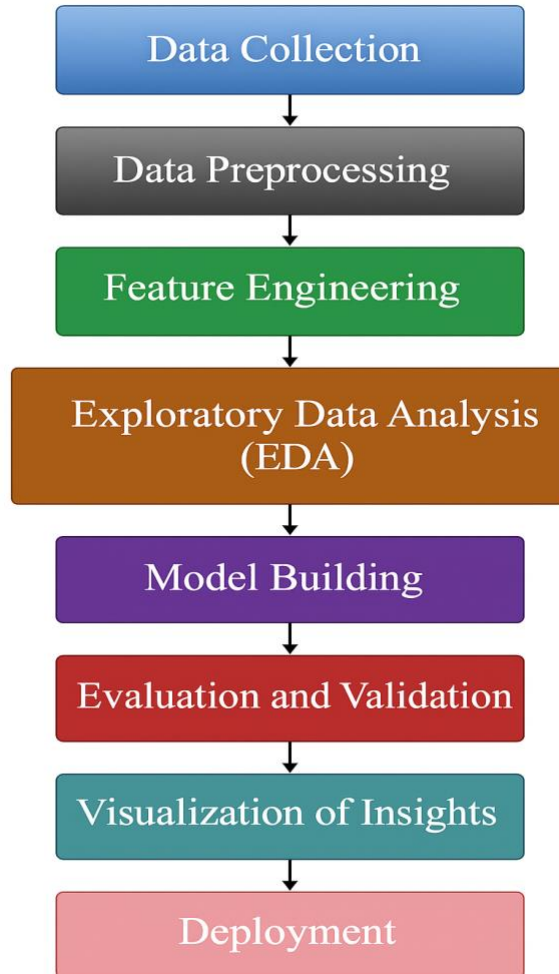 Data Collection
Data Preprocessing
Feature Engineering
Exploratory Data Analysis
(EDA)
Model Building
Evaluation and Validation
Visualization of Insights
Deployment